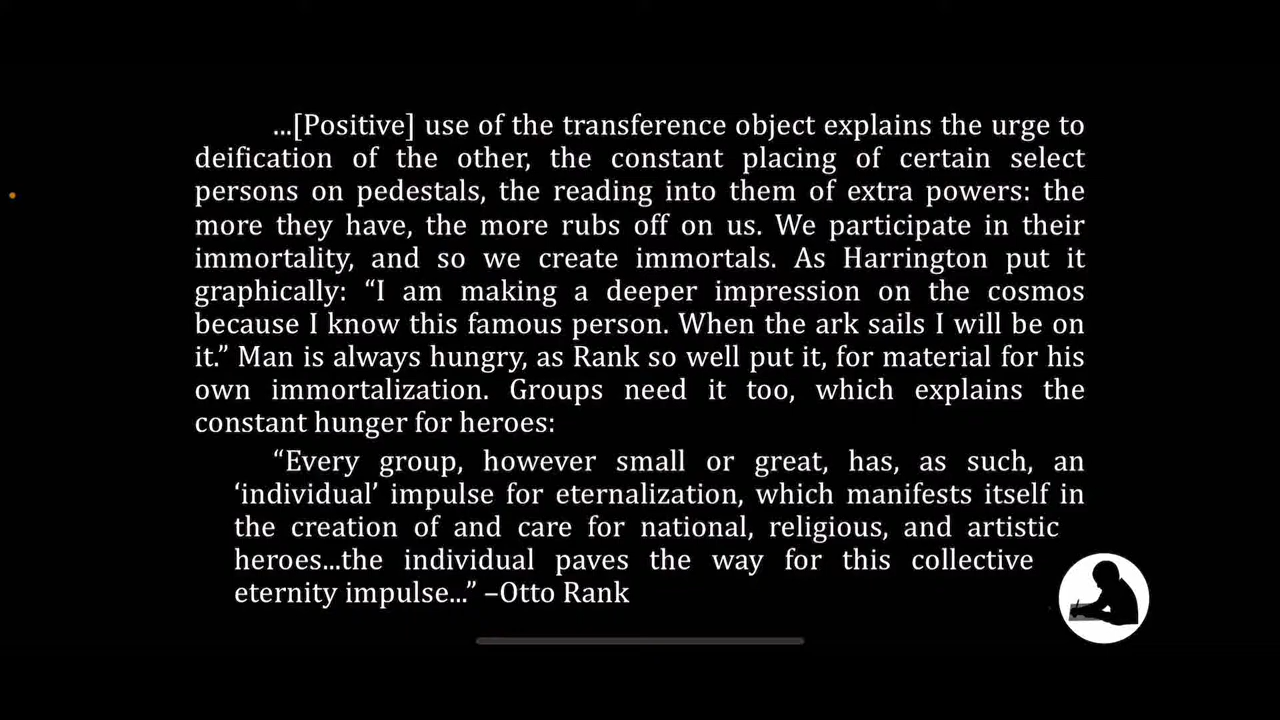 ...[Positive] use of the transference object explains the urge to
deification of the other, the constant placing of certain select
persons on pedestals, the reading into them of extra powers: the
more they have, the more rubs off on us. We participate in their
immortality, and so we create immortals. As Harrington put it
graphically: “I am making a deeper impression on the cosmos
because I know this famous person. When the ark sails I will be on
it.” Man is always hungry, as Rank so well put it, for material for his
own immortalization. Groups need it too, which explains the
constant hunger for heroes:
“Every group, however small or great, has, as such, an
‘individual’ impulse for eternalization, which manifests itself in
the creation of and care for national, religious, and artistic
heroes...the individual paves the way for this collective
eternity impulse...” –Otto Rank